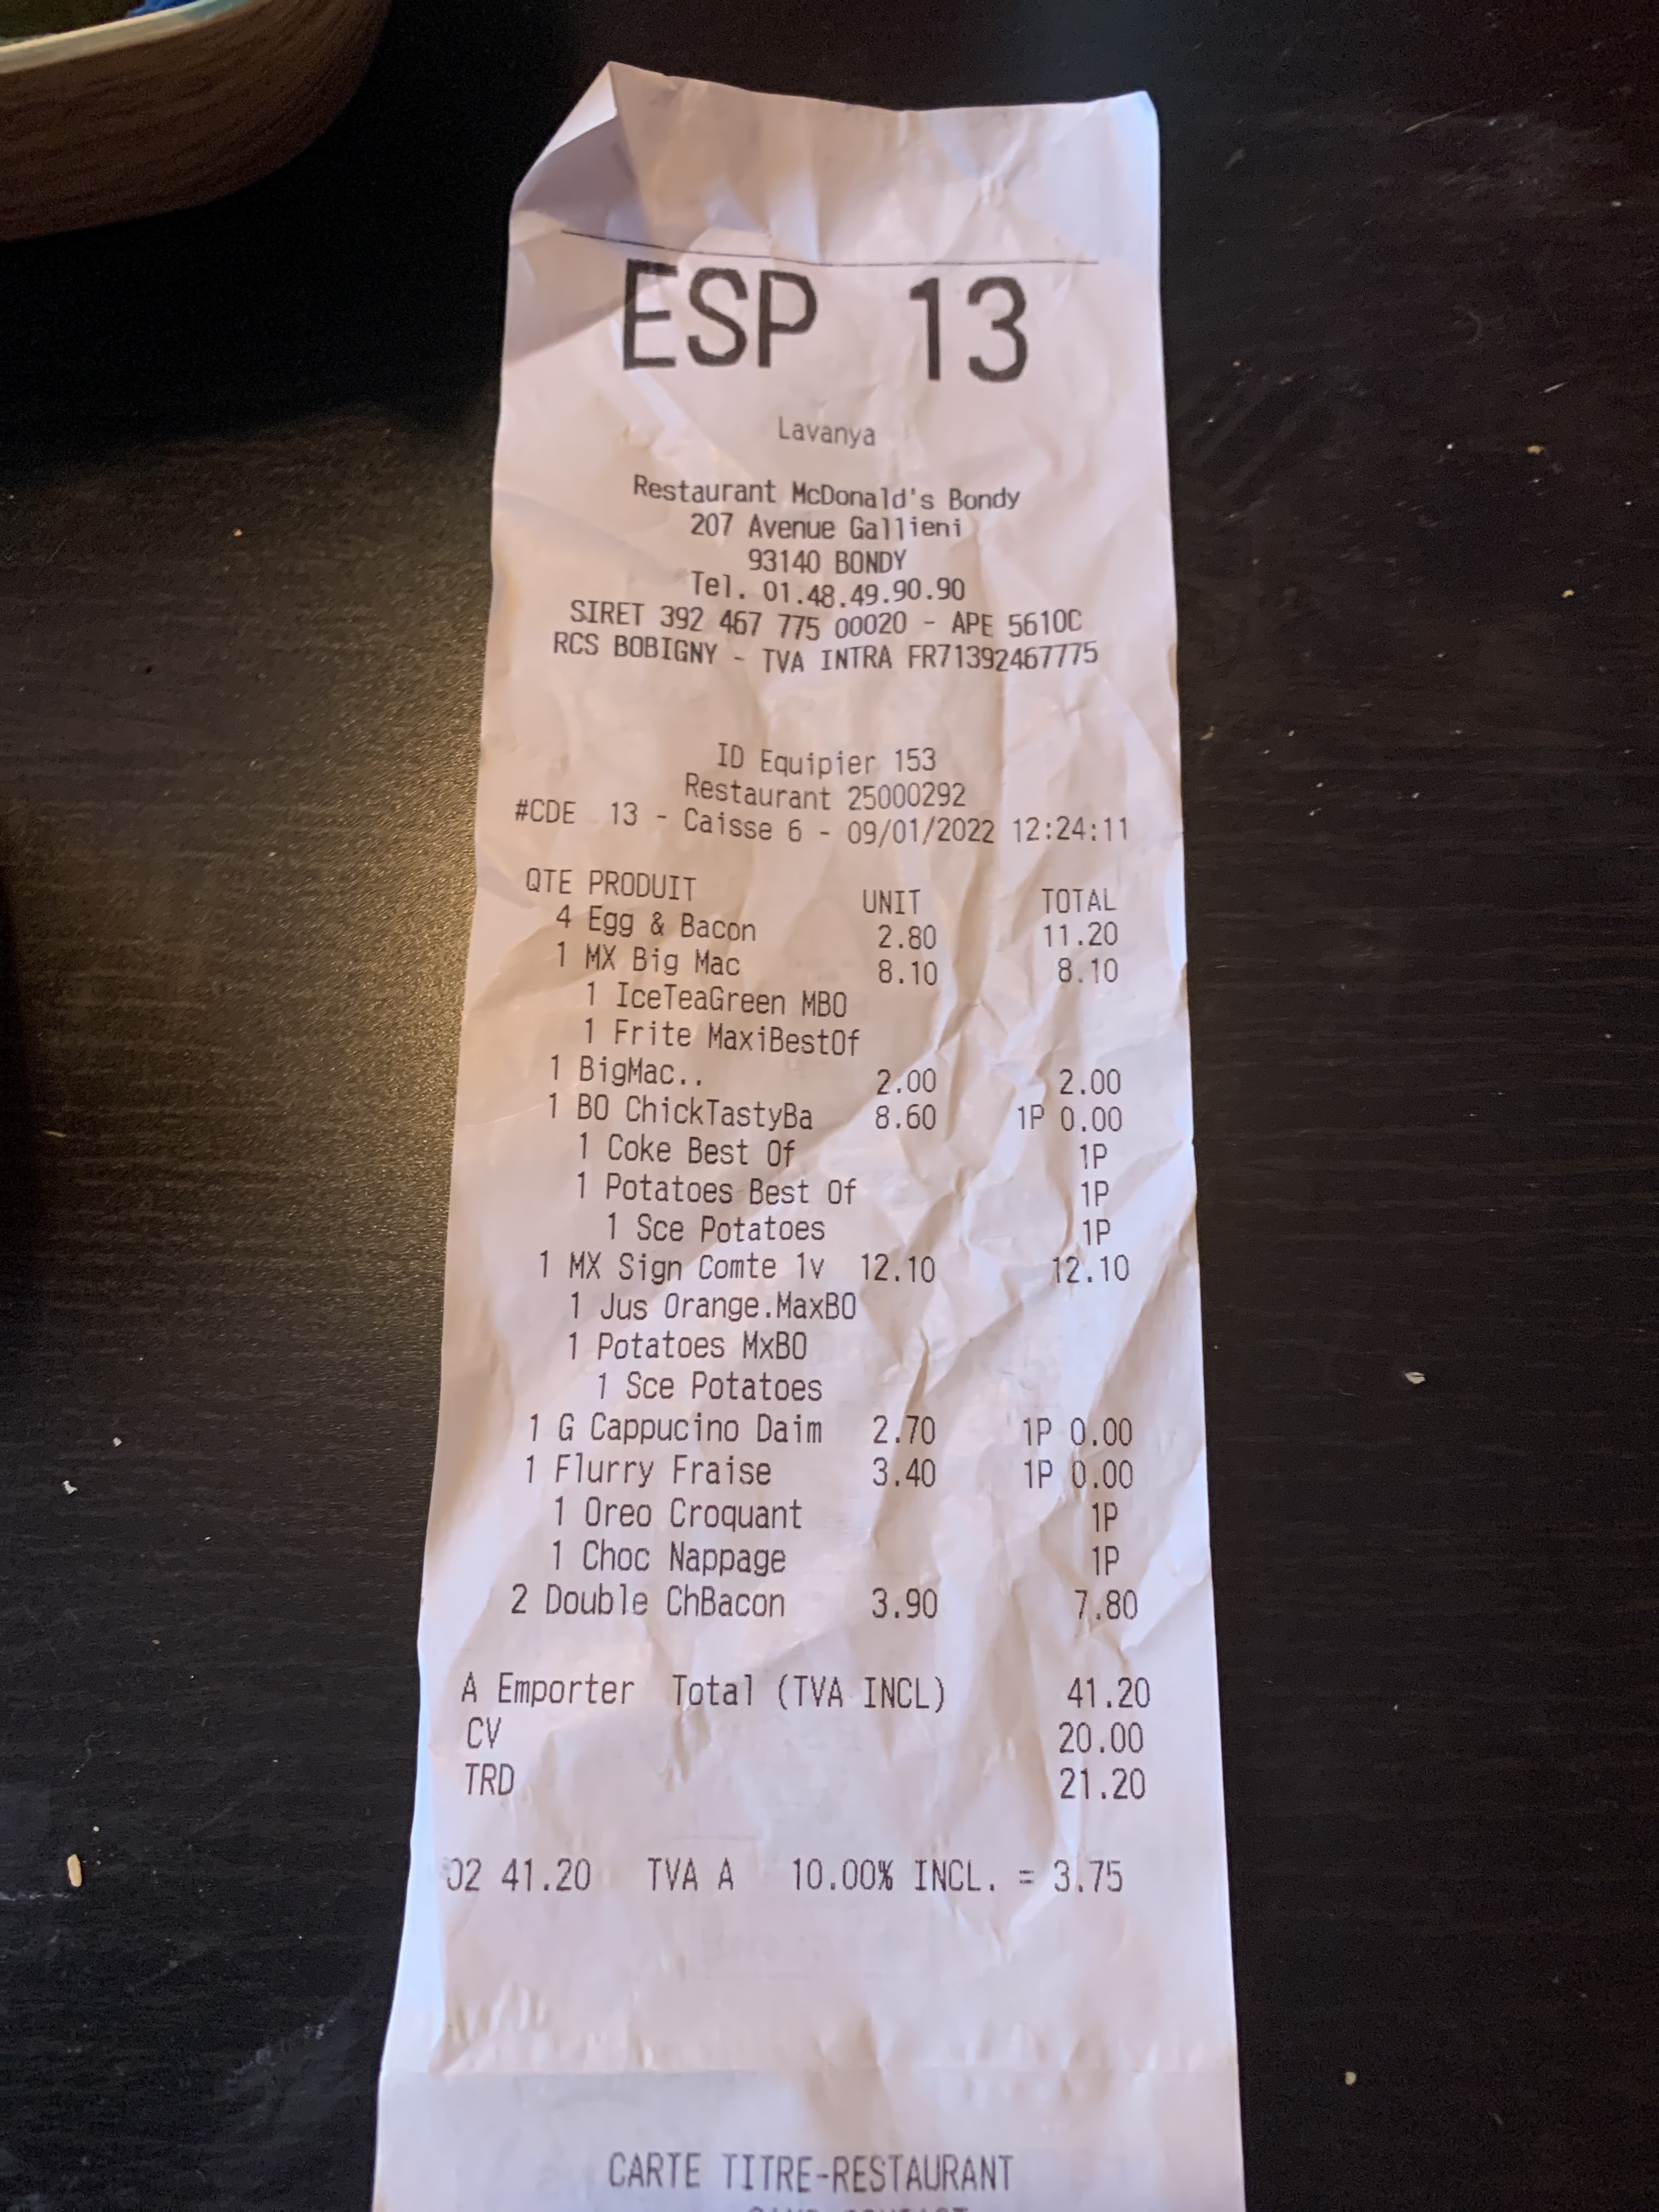 ESP 13
Lavanya
Restaurant McDonald's Bondy
207 Avenue Gallieni
93140 BONDY
Tel. 01.48.49.90.90
SIRET 392 467 775 00020 - APE 5610C
RCS BOBIGNY - TVA INTRA FR71392467775
ID Equipier 153
Restaurant 25000292
#CDE 13 - Caisse 6 - 09/01/2022 12:24:11
QTE PRODUIT UNIT TOTAL
4 Egg & Bacon 2.80 11.20
1 MX Big Mac 8.10 8.10
1 IceTeaGreen MBO
1 Frite MaxiBestOf
1 BigMac.. 2.00 2.00
1 BO ChickTastyBa 8.60 1P 0.00
1 Coke Best Of 1P
1 Potatoes Best Of 1P
1 Sce Potatoes 1P
1 MX Sign Comte 1v 12.10 12.10
1 Jus Orange.MaxBO
1 Potatoes MxBO
1 Sce Potatoes
1 G Cappucino Daim 2.70 1P 0.00
1 Flurry Fraise 3.40 1P 0.00
1 Oreo Croquant 1P
1 Choc Nappage 1P
2 Double ChBacon 3.90 7.80
A Emporter Total (TVA INCL) 41.20
CV 20.00
TRD 21.20
02 41.20 TVA A 10.00% INCL. = 3.75
CARTE TITRE-RESTAURANT